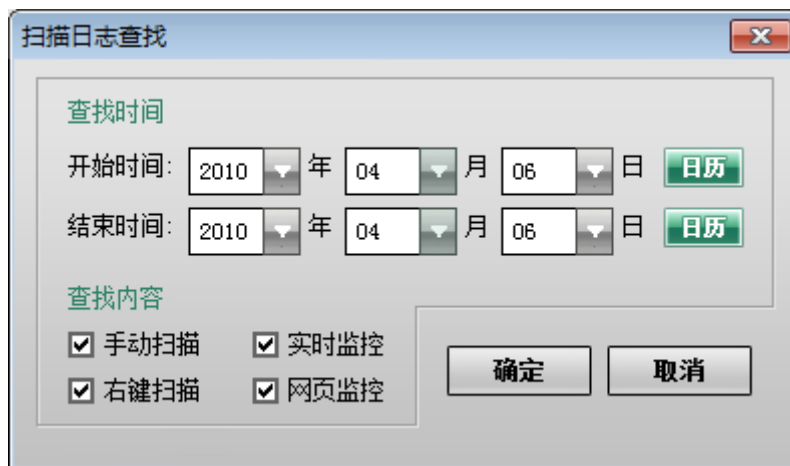 扫描日志查找
查找时间
开始时间: 2010 年 04 月 06 日 日历
结束时间: 2010 年 04 月 06 日 日历
查找内容
手动扫描 实时监控
右键扫描 网页监控
确定 取消